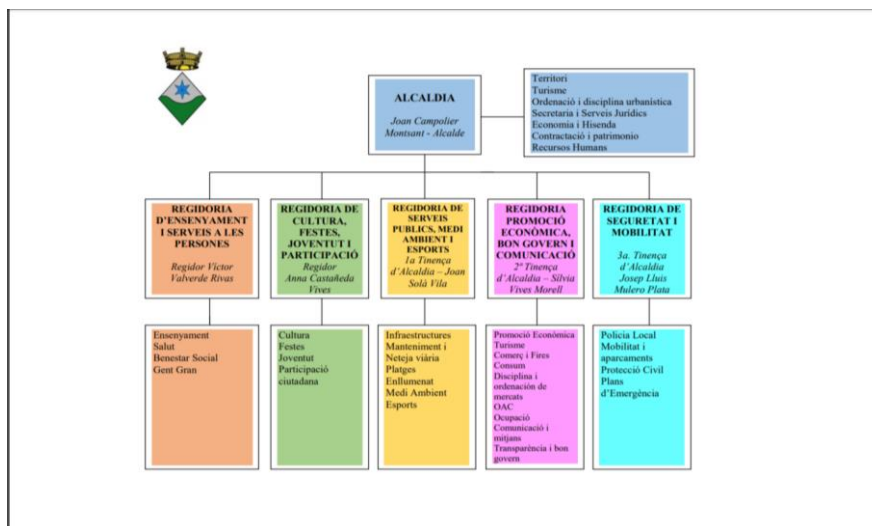 ALCALDIA
Joan Campolier
Montsant - Alcalde
Territori
Turisme
Ordenació i disciplina urbanística
Secretaria i Serveis Jurídics
Economia i Hisenda
Contractació i patrimonio
Recursos Humans
REGIDORIA
D'ENSENYAMENT
I SERVEIS A LES
PERSONES
Regidor Víctor
Valverde Rivas
REGIDORIA DE
CULTURA,
FESTES,
JOVENTUT I
PARTICIPACIÓ
Regidor
Anna Castañeda
Vives
REGIDORIA DE
SERVEIS
PUBLICS, MEDI
AMBIENT I
ESPORTS
1a Tinença
d'Alcaldia – Joan
Solà Vila
REGIDORIA
PROMOCIÓ
ECONÒMICA,
BON GOVERN I
COMUNICACIÓ
2ª Tinença
d'Alcaldia – Sílvia
Vives Morell
REGIDORIA DE
SEGURETAT I
MOBILITAT
3a. Tinença
d'Alcaldia
Josep Lluis
Mulero Plata
Ensenyament
Salut
Benestar Social
Gent Gran
Cultura
Festes
Joventut
Participació
ciutadana
Infraestructures
Manteniment i
Neteja viària
Platges
Enllumenat
Medi Ambient
Esports
Promoció Econòmica
Turisme
Comerç i Fires
Consum
Disciplina i
ordenación de
mercats
OAC
Ocupació
Comunicació i
mitjans
Transparència i bon
govern
Policia Local
Mobilitat i
aparcaments
Protecció Civil
Plans
d'Emergència